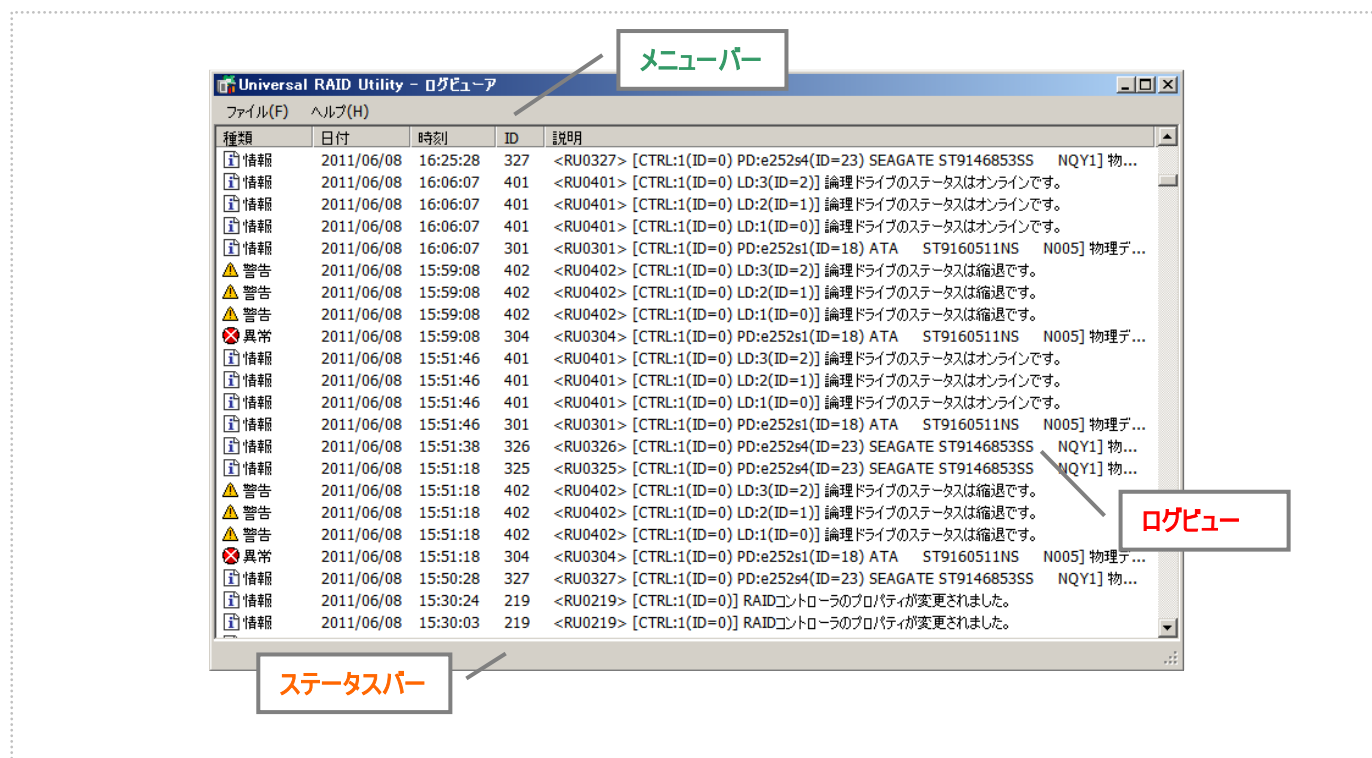 メニューバー
Universal RAID Utility - ログビューア
ファイル(F) ヘルプ(H)
種類 日付 時刻 ID 説明
情報 2011/06/08 16:25:28 327 <RU0327> [CTRL:1(ID=0) PD:e252s4(ID=23) SEAGATE ST9146853SS NQY1] 物...
情報 2011/06/08 16:06:07 401 <RU0401> [CTRL:1(ID=0) LD:3(ID=2)] 論理ドライブのステータスはオンラインです。
情報 2011/06/08 16:06:07 401 <RU0401> [CTRL:1(ID=0) LD:2(ID=1)] 論理ドライブのステータスはオンラインです。
情報 2011/06/08 16:06:07 401 <RU0401> [CTRL:1(ID=0) LD:1(ID=0)] 論理ドライブのステータスはオンラインです。
情報 2011/06/08 16:06:07 301 <RU0301> [CTRL:1(ID=0) PD:e252s1(ID=18) ATA ST9160511NS N005] 物理デ...
警告 2011/06/08 15:59:08 402 <RU0402> [CTRL:1(ID=0) LD:3(ID=2)] 論理ドライブのステータスは縮退です。
警告 2011/06/08 15:59:08 402 <RU0402> [CTRL:1(ID=0) LD:2(ID=1)] 論理ドライブのステータスは縮退です。
警告 2011/06/08 15:59:08 402 <RU0402> [CTRL:1(ID=0) LD:1(ID=0)] 論理ドライブのステータスは縮退です。
異常 2011/06/08 15:59:08 304 <RU0304> [CTRL:1(ID=0) PD:e252s1(ID=18) ATA ST9160511NS N005] 物理デ...
情報 2011/06/08 15:51:46 401 <RU0401> [CTRL:1(ID=0) LD:3(ID=2)] 論理ドライブのステータスはオンラインです。
情報 2011/06/08 15:51:46 401 <RU0401> [CTRL:1(ID=0) LD:2(ID=1)] 論理ドライブのステータスはオンラインです。
情報 2011/06/08 15:51:46 401 <RU0401> [CTRL:1(ID=0) LD:1(ID=0)] 論理ドライブのステータスはオンラインです。
情報 2011/06/08 15:51:46 301 <RU0301> [CTRL:1(ID=0) PD:e252s1(ID=18) ATA ST9160511NS N005] 物理デ...
情報 2011/06/08 15:51:38 326 <RU0326> [CTRL:1(ID=0) PD:e252s4(ID=23) SEAGATE ST9146853SS NQY1] 物...
情報 2011/06/08 15:51:18 325 <RU0325> [CTRL:1(ID=0) PD:e252s4(ID=23) SEAGATE ST9146853SS NQY1] 物...
警告 2011/06/08 15:51:18 402 <RU0402> [CTRL:1(ID=0) LD:3(ID=2)] 論理ドライブのステータスは縮退です。
警告 2011/06/08 15:51:18 402 <RU0402> [CTRL:1(ID=0) LD:2(ID=1)] 論理ドライブのステータスは縮退です。
警告 2011/06/08 15:51:18 402 <RU0402> [CTRL:1(ID=0) LD:1(ID=0)] 論理ドライブのステータスは縮退です。
異常 2011/06/08 15:51:18 304 <RU0304> [CTRL:1(ID=0) PD:e252s1(ID=18) ATA ST9160511NS N005] 物理デ...
情報 2011/06/08 15:50:28 327 <RU0327> [CTRL:1(ID=0) PD:e252s4(ID=23) SEAGATE ST9146853SS NQY1] 物...
情報 2011/06/08 15:30:24 219 <RU0219> [CTRL:1(ID=0)] RAIDコントローラのプロパティが変更されました。
情報 2011/06/08 15:30:03 219 <RU0219> [CTRL:1(ID=0)] RAIDコントローラのプロパティが変更されました。
ログビュー
ステータスバー